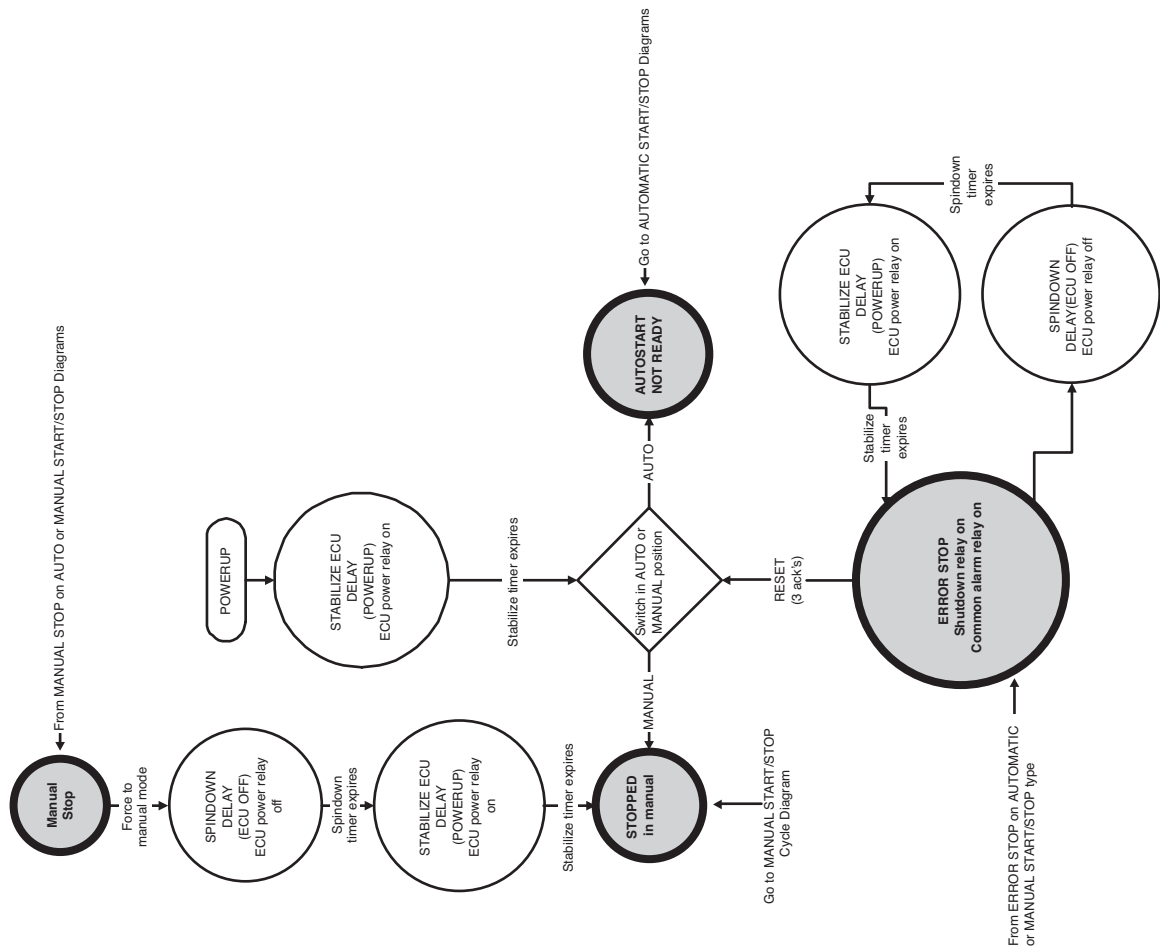 From MANUAL STOP on AUTO or MANUAL START/STOP Diagrams
Manual
Stop
Force to
manual mode
SPINDOWN
DELAY
(ECU OFF)
ECU power relay
off
Spindown
timer expires
STABILIZE ECU
DELAY
(POWERUP)
ECU power relay
on
Stabilize timer expires
STOPPED
in manual
Go to MANUAL START/STOP
Cycle Diagram
POWERUP
STABILIZE ECU
DELAY
(POWERUP)
ECU power relay on
Stabilize timer expires
Switch in AUTO or
MANUAL position
MANUAL
AUTO
AUTOSTART
NOT READY
Go to AUTOMATIC START/STOP Diagrams
RESET
(3 ack's)
ERROR STOP
Shutdown relay on
Common alarm relay on
From ERROR STOP on AUTOMATIC
or MANUAL START/STOP type
SPINDOWN
DELAY(ECU OFF)
ECU power relay off
Spindown
timer
expires
STABILIZE ECU
DELAY
(POWERUP)
ECU power relay on
Stabilize
timer
expires